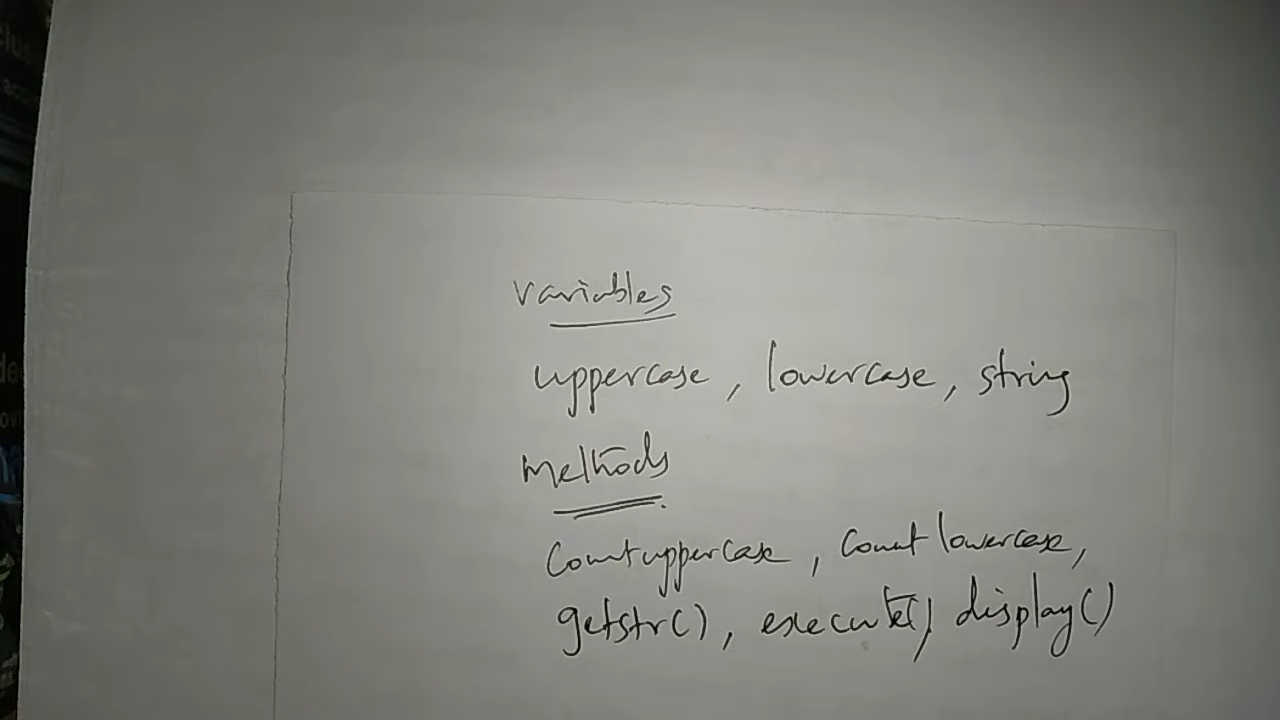 variables
uppercase, lowercase, string
Methods
Countuppercase, Count lowercase,
getstr(), execute(), display()